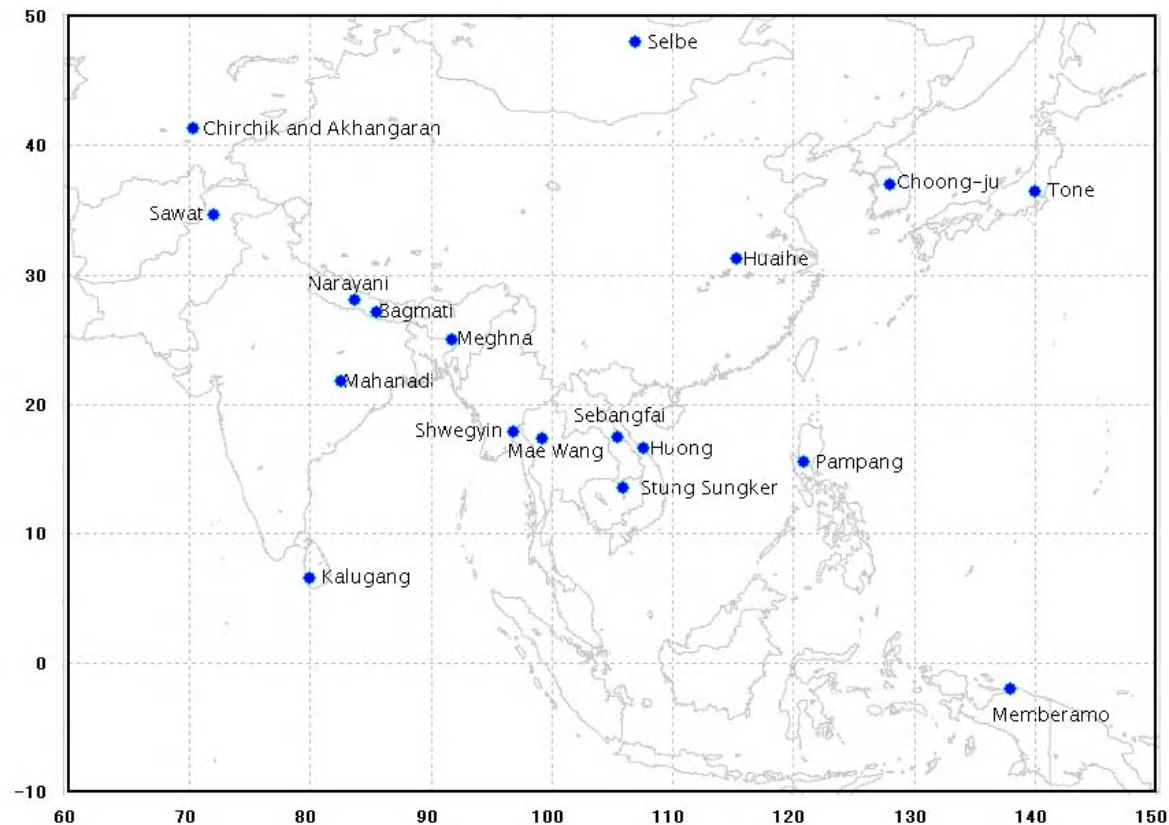 50
Selbe
Chirchik and Akhangaran
40
Choong-ju
Tone
Sawat
30
Huaihe
Narayani
Bagmati
Meghna
Mahanadi
20
Sebangfai
Shwegyin
Mae Wang
Huong
Pampang
Stung Sungker
10
Kalugang
0
Memberamo
-10
60 70 80 90 100 110 120 130 140 150